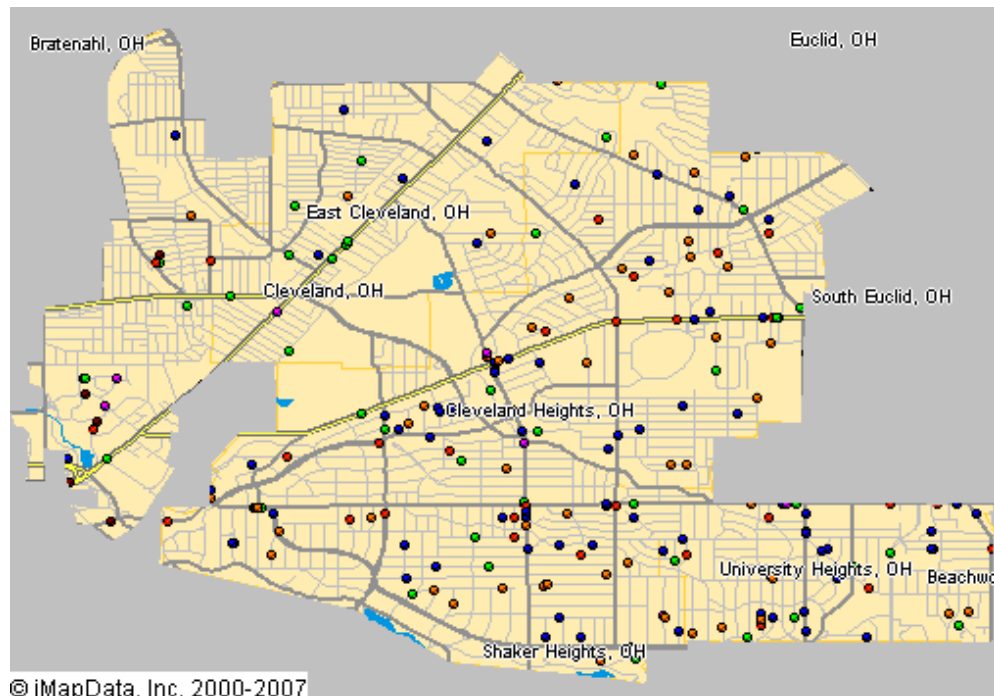 Bratenahl, OH
Euclid, OH
East Cleveland, OH
Cleveland, OH
South Euclid, OH
Cleveland Heights, OH
University Heights, OH
Beachwo
Shaker Heights, OH
© iMapData, Inc. 2000-2007